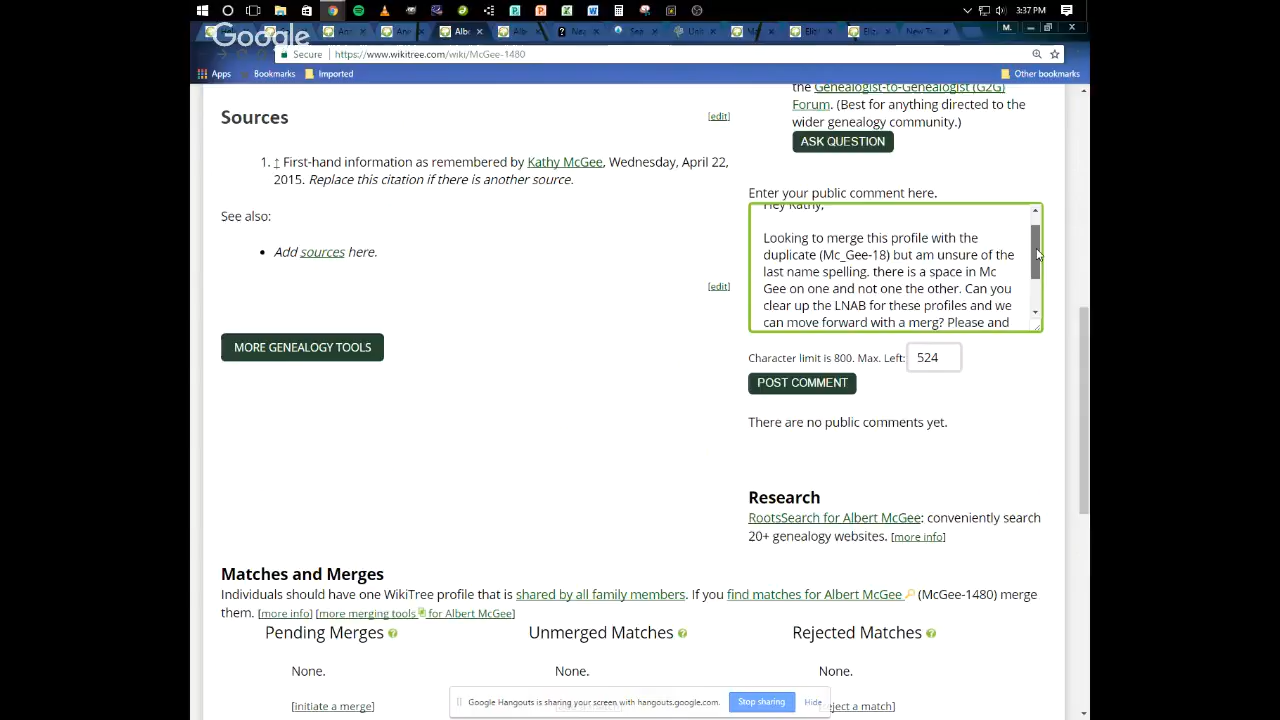 3:37 PM
Google
M.
Secure
https://www.wikitree.com/wiki/McGee-1480
Apps
Bookmarks
Imported
Other bookmarks
the Genealogist-to-Genealogist (G2G)
Forum. (Best for anything directed to the
wider genealogy community.)
ASK QUESTION
Sources
[edit]
1. ↑ First-hand information as remembered by Kathy McGee, Wednesday, April 22,
2015. Replace this citation if there is another source.
See also:
• Add sources here.
[edit]
MORE GENEALOGY TOOLS
Enter your public comment here.
Hey Kathy,
Looking to merge this profile with the
duplicate (Mc_Gee-18) but am unsure of the
last name spelling. there is a space in Mc
Gee on one and not one the other. Can you
clear up the LNAB for these profiles and we
can move forward with a merg? Please and
Character limit is 800. Max. Left: 524
POST COMMENT
There are no public comments yet.
Research
RootsSearch for Albert McGee: conveniently search
20+ genealogy websites. [more info]
Matches and Merges
Individuals should have one WikiTree profile that is shared by all family members. If you find matches for Albert McGee (McGee-1480) merge
them. [more info] [more merging tools for Albert McGee]
Pending Merges ?
Unmerged Matches ?
Rejected Matches ?
None.
None.
None.
[initiate a merge]
eject a match]
Google Hangouts is sharing your screen with hangouts.google.com.
Stop sharing
Hide